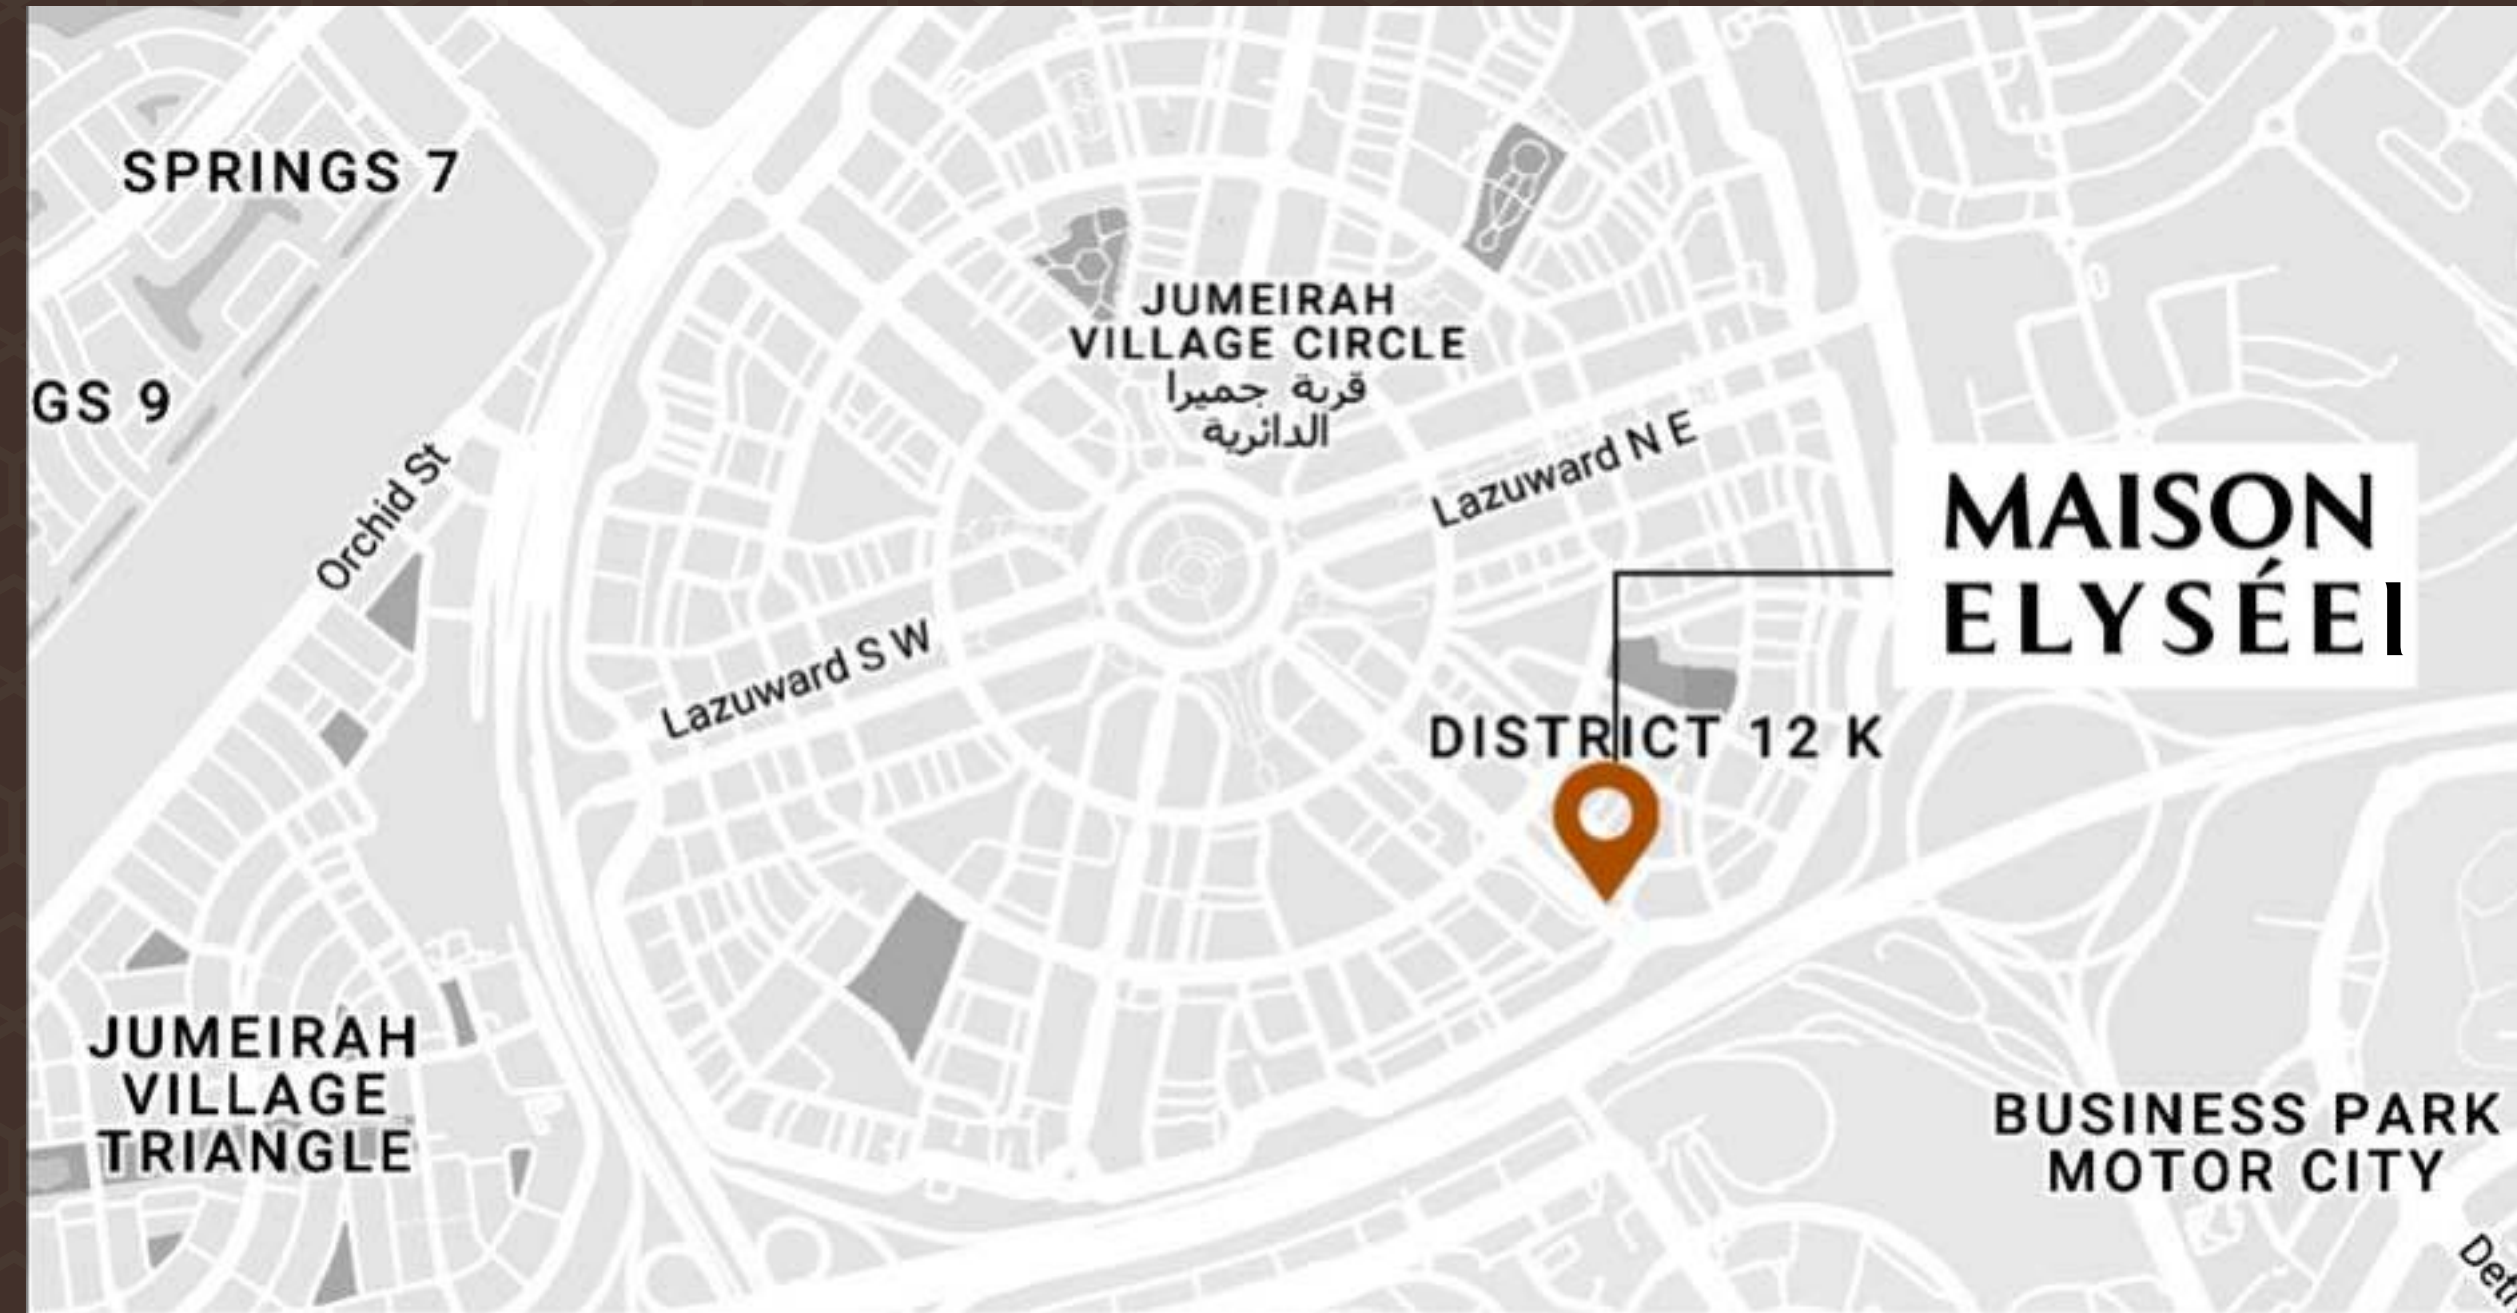 SPRINGS 7
GS 9
Orchid St
JUMEIRAH
VILLAGE CIRCLE
قرية جميرا
الدائرية
Lazuward N E
Lazuward S W
MAISON
ELYSÉE I
DISTRICT 12 K
JUMEIRAH
VILLAGE
TRIANGLE
BUSINESS PARK
MOTOR CITY
Det